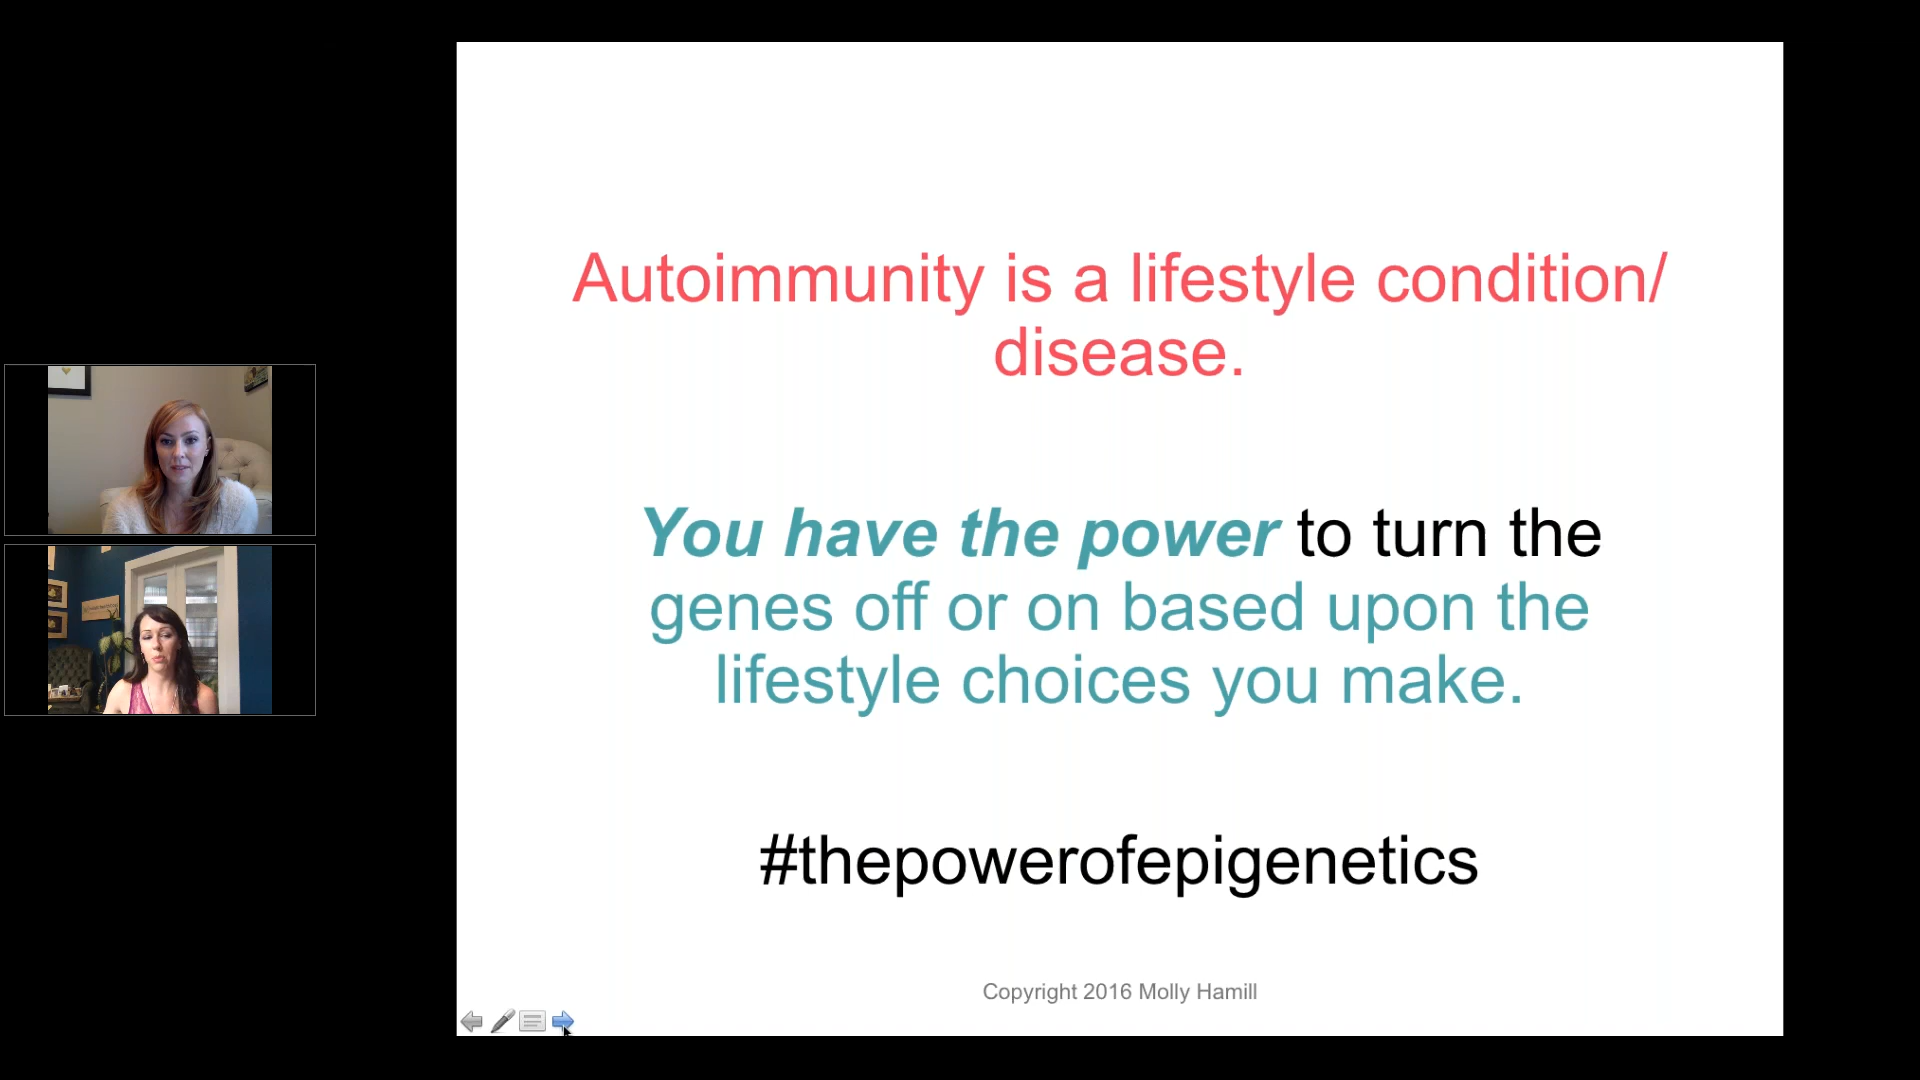 Autoimmunity is a lifestyle condition/
disease.
You have the power to turn the
genes off or on based upon the
lifestyle choices you make.
#thepowerofepigenetics
Copyright 2016 Molly Hamill